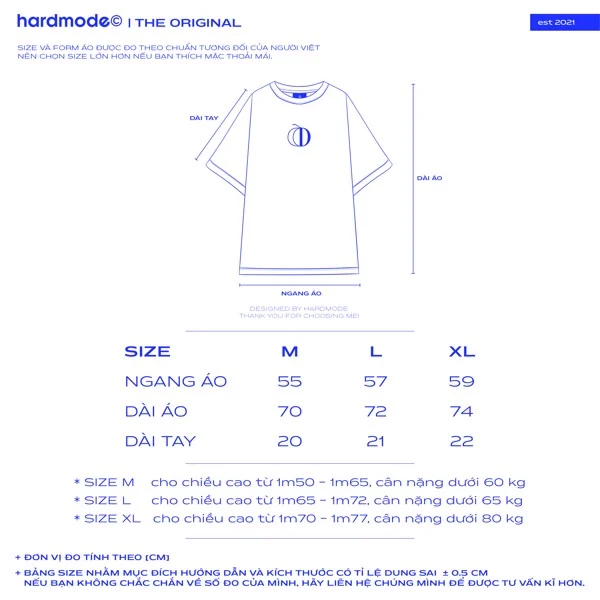 hardmode© | THE ORIGINAL
est 2021
SIZE VÀ FORM ÁO ĐƯỢC ĐO THEO CHUẨN TƯƠNG ĐỐI CỦA NGƯỜI VIỆT
NÊN CHỌN SIZE LỚN HƠN NẾU BẠN THÍCH MẶC THOẢI MÁI.
DÀI TAY
DÀI ÁO
NGANG ÁO
DESIGNED BY HARDMODE
THANK YOU FOR CHOOSING ME!
SIZE M L XL
NGANG ÁO 55 57 59
DÀI ÁO 70 72 74
DÀI TAY 20 21 22
* SIZE M cho chiều cao từ 1m50 - 1m65, cân nặng dưới 60 kg
* SIZE L cho chiều cao từ 1m65 - 1m72, cân nặng dưới 65 kg
* SIZE XL cho chiều cao từ 1m70 - 1m77, cân nặng dưới 80 kg
+ ĐƠN VỊ ĐO TÍNH THEO [CM]
+ BẢNG SIZE NHẰM MỤC ĐÍCH HƯỚNG DẪN VÀ KÍCH THƯỚC CÓ TỈ LỆ DUNG SAI ± 0.5 CM
NẾU BẠN KHÔNG CHẮC CHẮN VỀ SỐ ĐO CỦA MÌNH, HÃY LIÊN HỆ CHÚNG MÌNH ĐỂ ĐƯỢC TƯ VẤN KĨ HƠN.